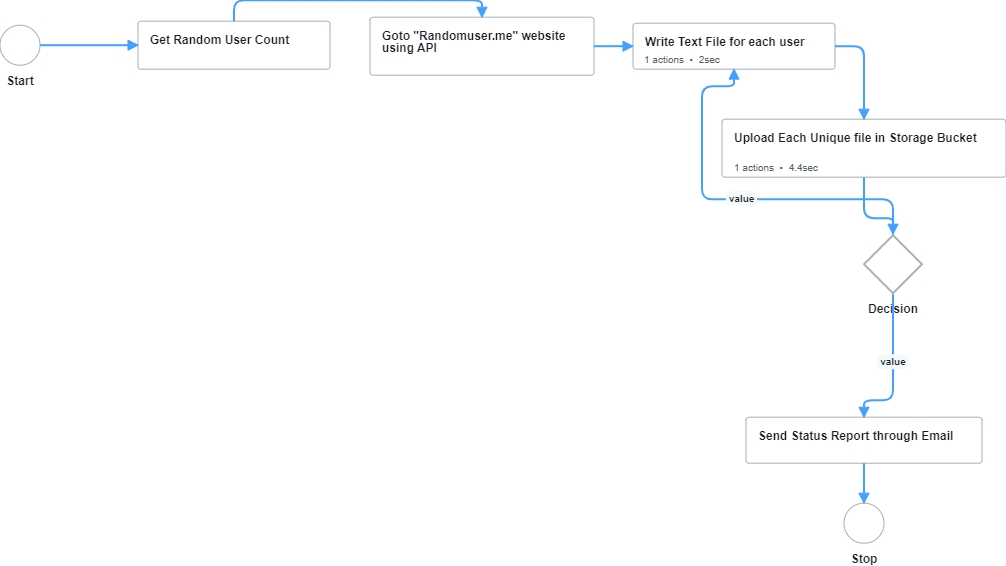 Start
Get Random User Count
Goto "Randomuser.me" website
using API
Write Text File for each user
1 actions • 2sec
Upload Each Unique file in Storage Bucket
1 actions • 4.4sec
value
Decision
value
Send Status Report through Email
Stop